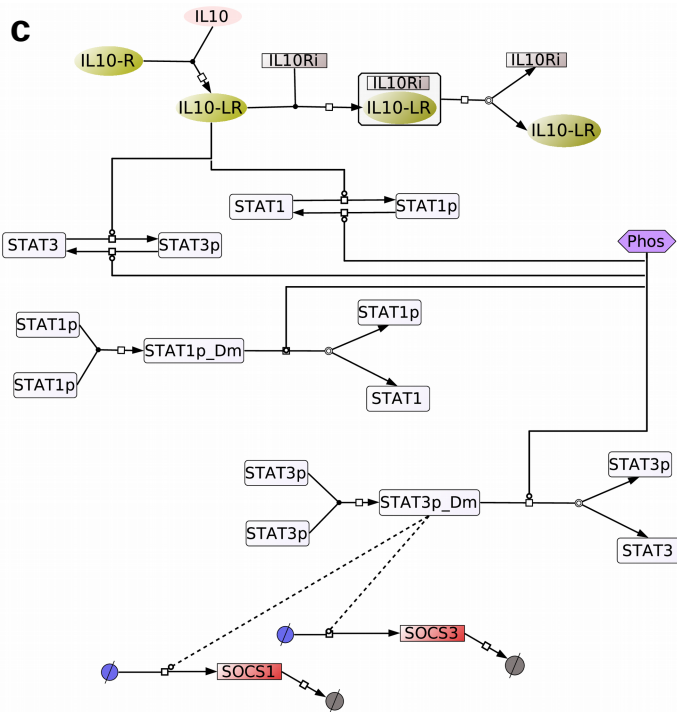 c
IL10
IL10-R
IL10Ri
IL10Ri
IL10Ri
IL10-LR
IL10-LR
IL10-LR
STAT1
STAT1p
STAT3
STAT3p
Phos
STAT1p
STAT1p
STAT1p_Dm
STAT1p
STAT1
STAT3p
STAT3p
STAT3p_Dm
STAT3p
STAT3
SOCS3
SOCS1